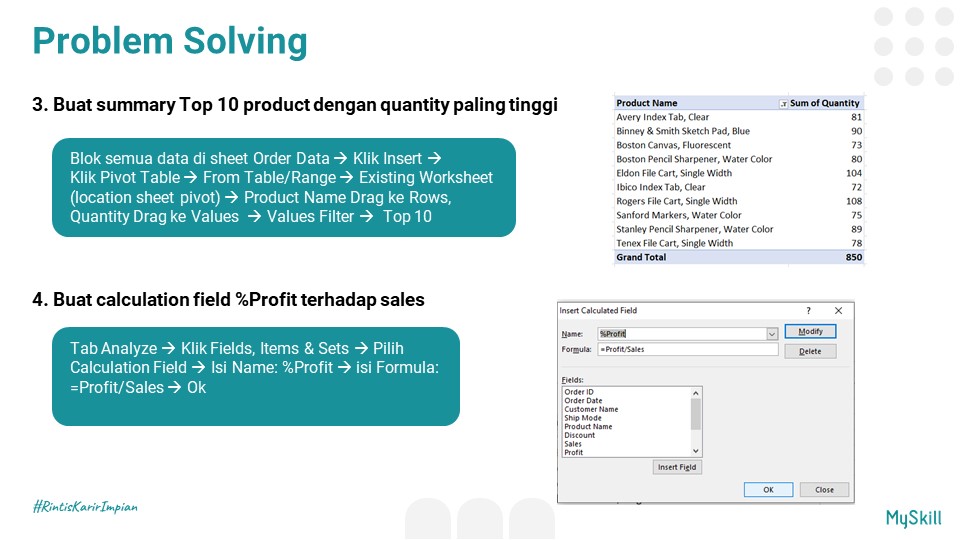 Problem Solving
3. Buat summary Top 10 product dengan quantity paling tinggi
Blok semua data di sheet Order Data → Klik Insert →
Klik Pivot Table → From Table/Range → Existing Worksheet
(location sheet pivot) → Product Name Drag ke Rows,
Quantity Drag ke Values → Values Filter → Top 10
Product Name Sum of Quantity
Avery Index Tab, Clear 81
Binney & Smith Sketch Pad, Blue 90
Boston Canvas, Fluorescent 73
Boston Pencil Sharpener, Water Color 80
Eldon File Cart, Single Width 104
Ibico Index Tab, Clear 72
Rogers File Cart, Single Width 108
Sanford Markers, Water Color 75
Stanley Pencil Sharpener, Water Color 89
Tenex File Cart, Single Width 78
Grand Total 850
4. Buat calculation field %Profit terhadap sales
Tab Analyze → Klik Fields, Items & Sets → Pilih
Calculation Field → Isi Name: %Profit → isi Formula:
=Profit/Sales → Ok
Insert Calculated Field ? ×
Name: %Profit Modify
Formula: =Profit/Sales Delete
Fields:
Order ID
Order Date
Customer Name
Ship Mode
Product Name
Discount
Sales
Profit
Insert Field
OK Close
#RintisKarirImpian
MySkill